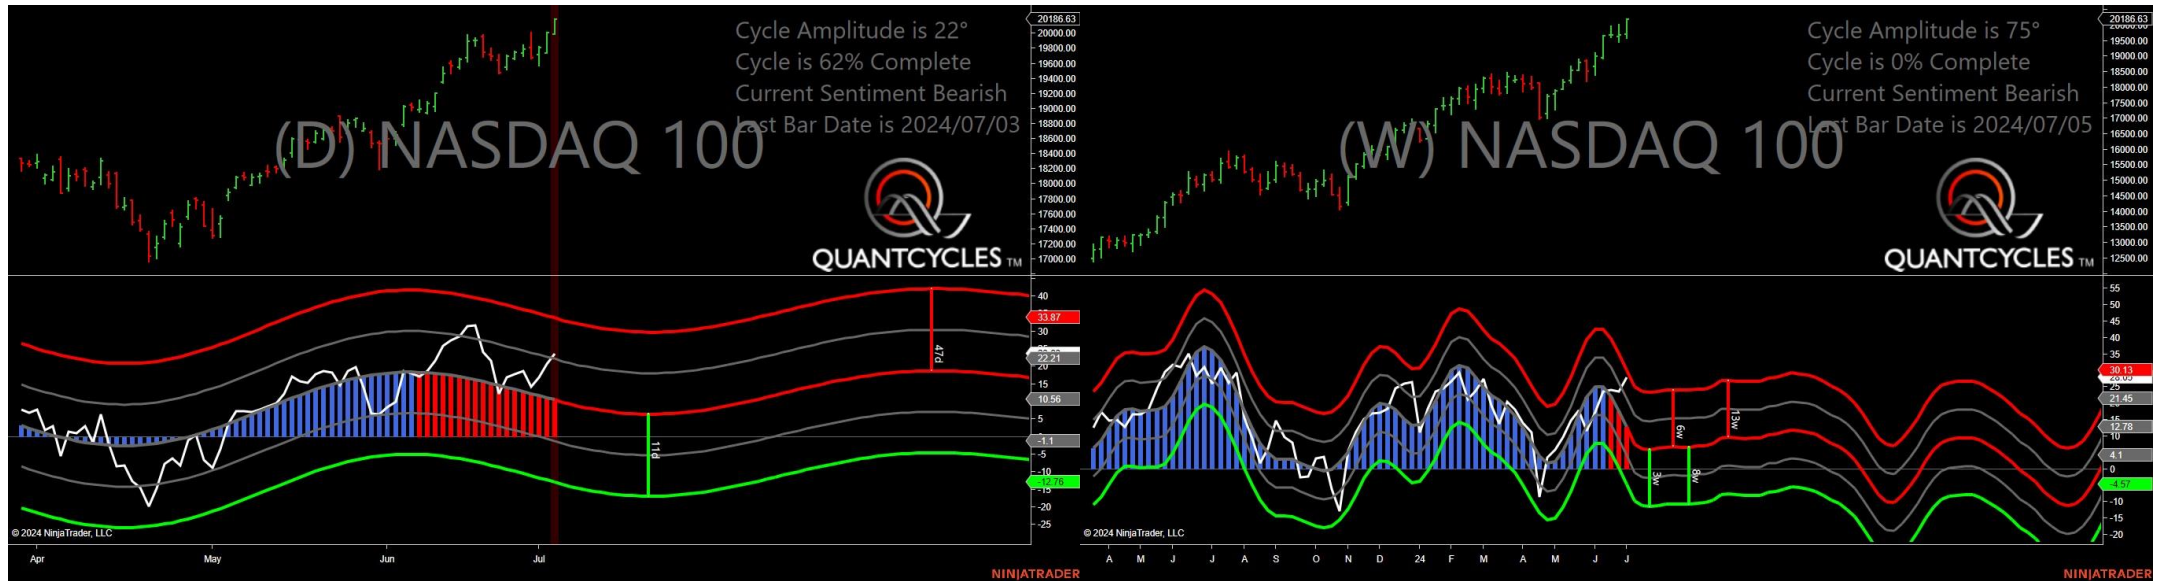 Cycle Amplitude is 22°
Cycle is 62% Complete
Current Sentiment Bearish
Last Bar Date is 2024/07/03
(D) NASDAQ 100
QUANTCYCLES TM
20186.63
20000.00
19800.00
19600.00
19400.00
19200.00
19000.00
18800.00
18600.00
18400.00
18200.00
18000.00
17800.00
17600.00
17400.00
17200.00
17000.00
40
33.87
30
22.21
20
15
10.56
5
-1.1
-5
-10
-12.76
-15
-20
-25
47d
11d
© 2024 NinjaTrader, LLC
Apr
May
Jun
Jul
NINJATRADER
Cycle Amplitude is 75°
Cycle is 0% Complete
Current Sentiment Bearish
Last Bar Date is 2024/07/05
(W) NASDAQ 100
QUANTCYCLES TM
20186.63
19500.00
18500.00
18000.00
17500.00
17000.00
16500.00
16000.00
15500.00
15000.00
14500.00
14000.00
13500.00
13000.00
12500.00
55
50
45
40
35
30.13
21.45
12.78
10
4.1
0
-4.57
-10
-15
-20
6w
13w
3w
8w
© 2024 NinjaTrader, LLC
A M J J A S O N D 24 F M A M J J
NINJATRADER